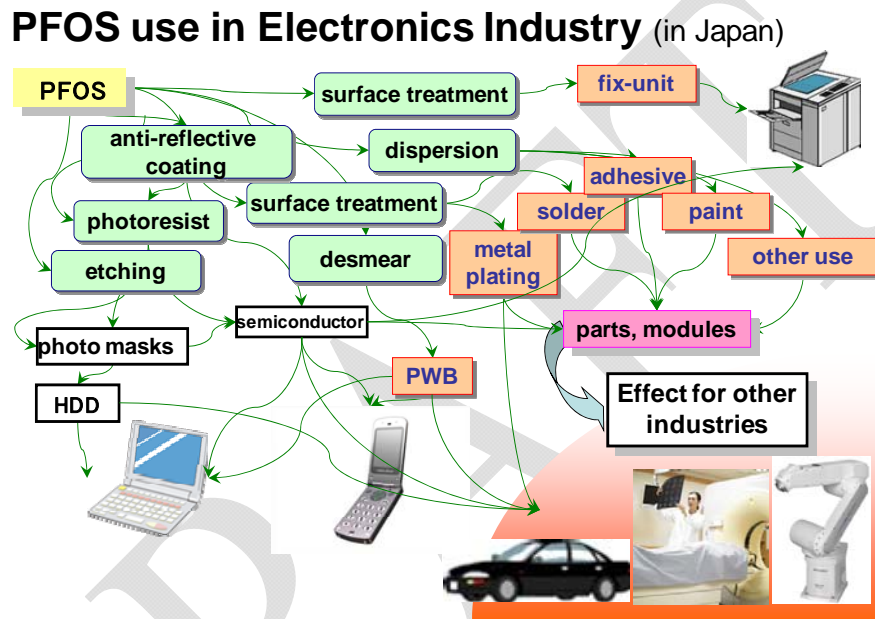 PFOS use in Electronics Industry (in Japan)
PFOS
surface treatment
fix-unit
anti-reflective
coating
dispersion
adhesive
photoresist
surface treatment
solder
paint
etching
desmear
metal
plating
other use
semiconductor
parts, modules
photo masks
PWB
HDD
Effect for other
industries
DRAFT